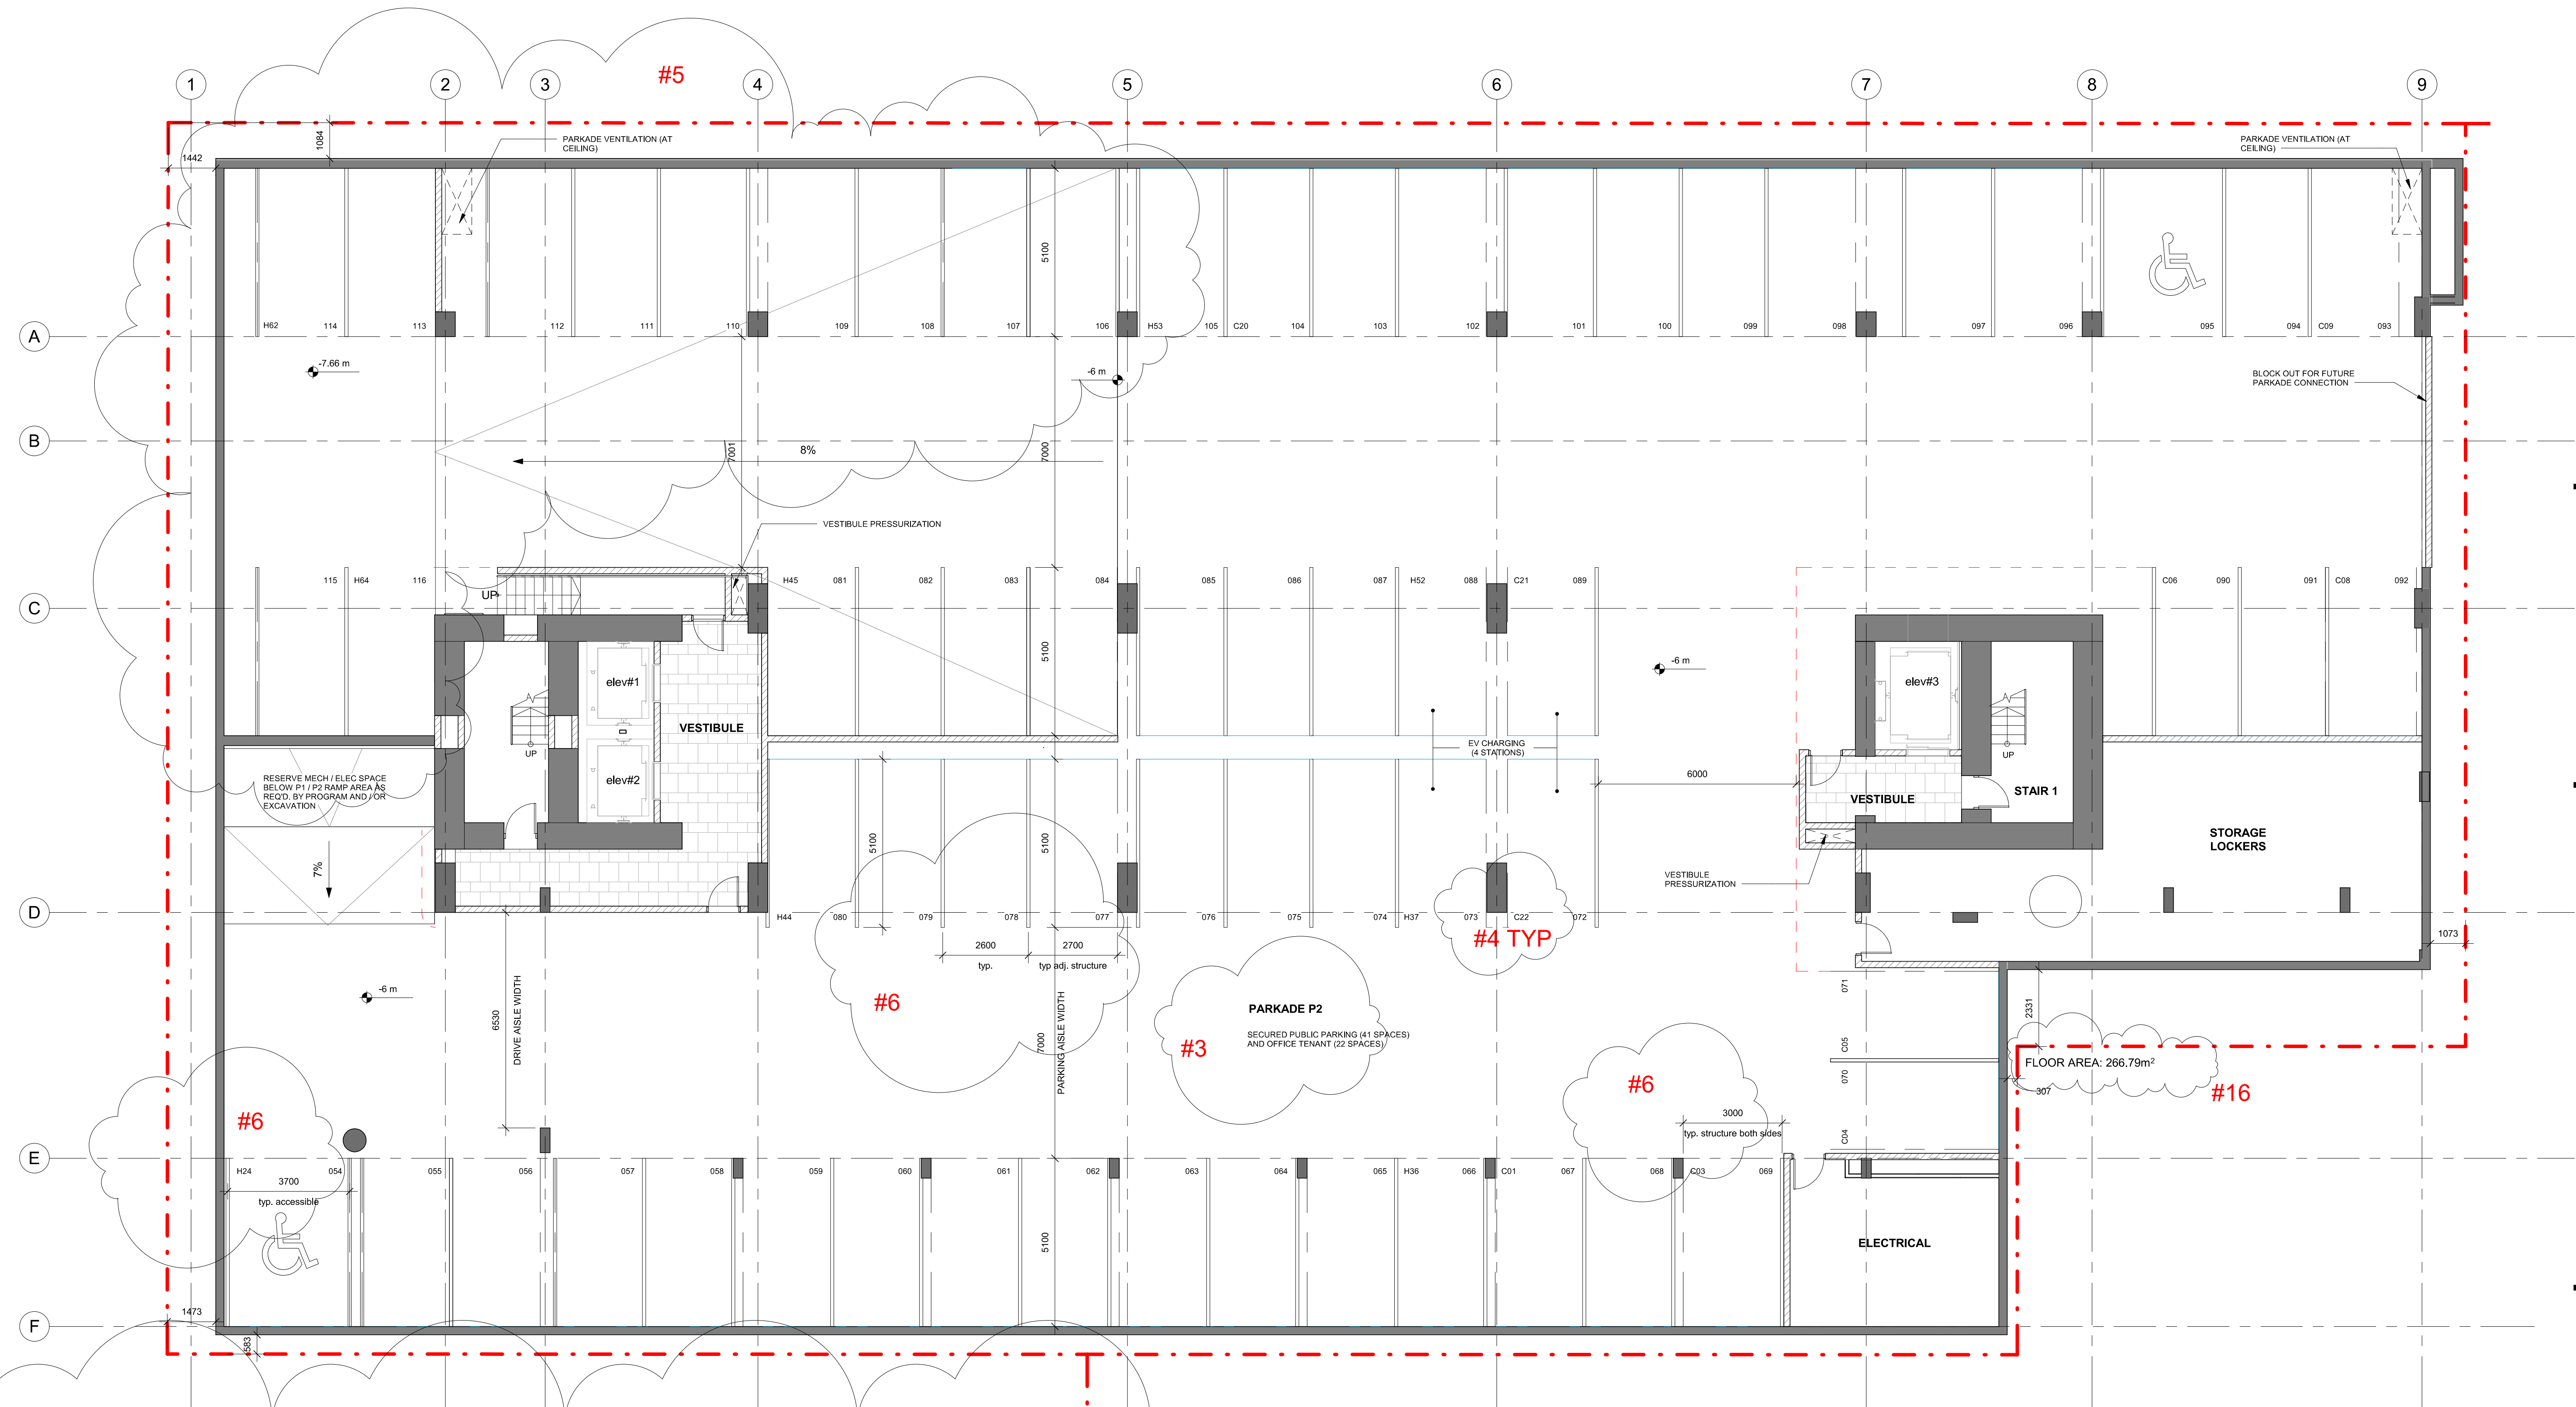 #5
1 2 3 4 5 6 7 8 9
1084
PARKADE VENTILATION (AT
CEILING)
PARKADE VENTILATION (AT
CEILING)
1442
5100
H62 114 113 112 111 110 109 108 107 106 H53 105 C20 104 103 102 101 100 099 098 097 096 095 094 C09 093
A
-7.66 m
-6 m
BLOCK OUT FOR FUTURE
PARKADE CONNECTION
B
7001
8%
7000
VESTIBULE PRESSURIZATION
115 H64 116 H45 081 082 083 084 085 086 087 H52 088 C21 089 C06 090 091 C08 092
UP
C
5100
-6 m
elev#1
elev#3
VESTIBULE
UP
UP
EV CHARGING
(4 STATIONS)
RESERVE MECH / ELEC SPACE
BELOW P1 / P2 RAMP AREA AS
REQ'D. BY PROGRAM AND / OR
EXCAVATION
elev#2
6000
VESTIBULE
STAIR 1
STORAGE
LOCKERS
5100
5100
7%
VESTIBULE
PRESSURIZATION
D
H44 080 079 078 077 076 075 074 H37 073 C22 072
#4 TYP
1073
2600
typ.
2700
typ adj. structure
071
-6 m
#6
6530
DRIVE AISLE WIDTH
7000
PARKING AISLE WIDTH
PARKADE P2
SECURED PUBLIC PARKING (41 SPACES)
AND OFFICE TENANT (22 SPACES)
#3
2331
C05
FLOOR AREA: 266.79m²
070
307
#16
#6
#6
3000
typ. structure both sides
C04
E
H24 054 055 056 057 058 059 060 061 062 063 064 065 H36 066 C01 067 068 C03 069
3700
typ. accessible
5100
ELECTRICAL
1473
F
583